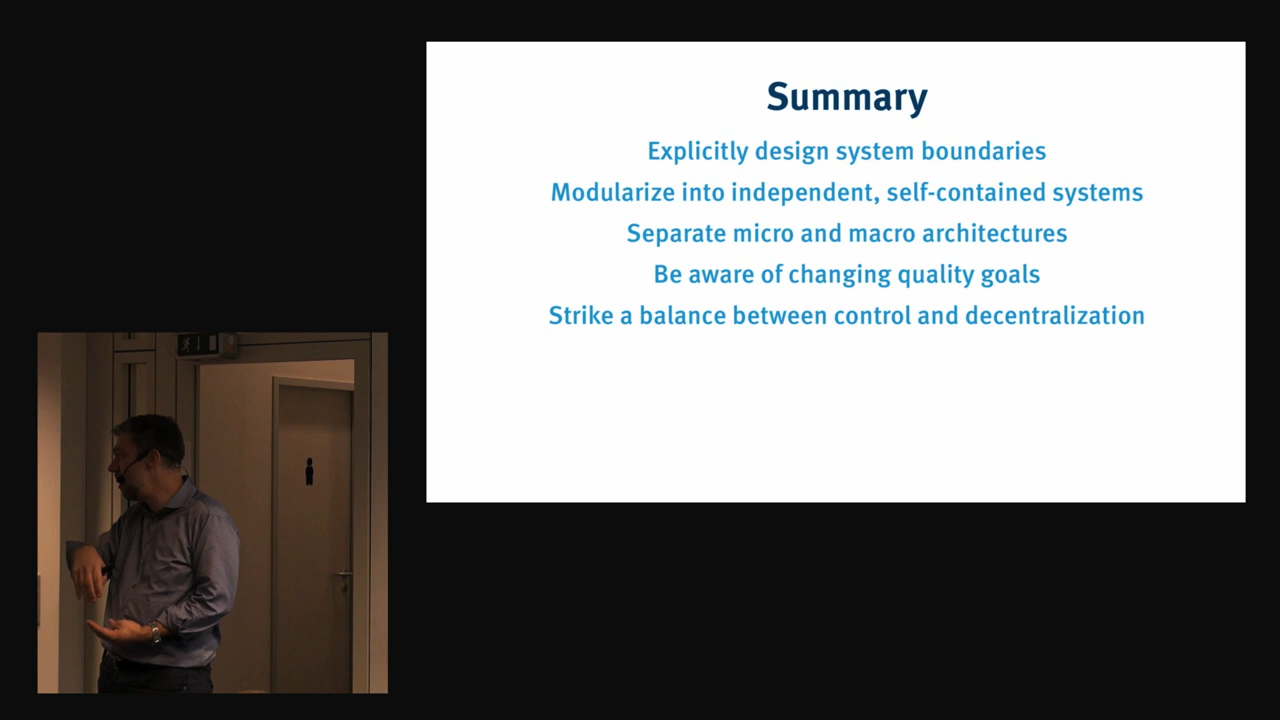 Summary
Explicitly design system boundaries
Modularize into independent, self-contained systems
Separate micro and macro architectures
Be aware of changing quality goals
Strike a balance between control and decentralization